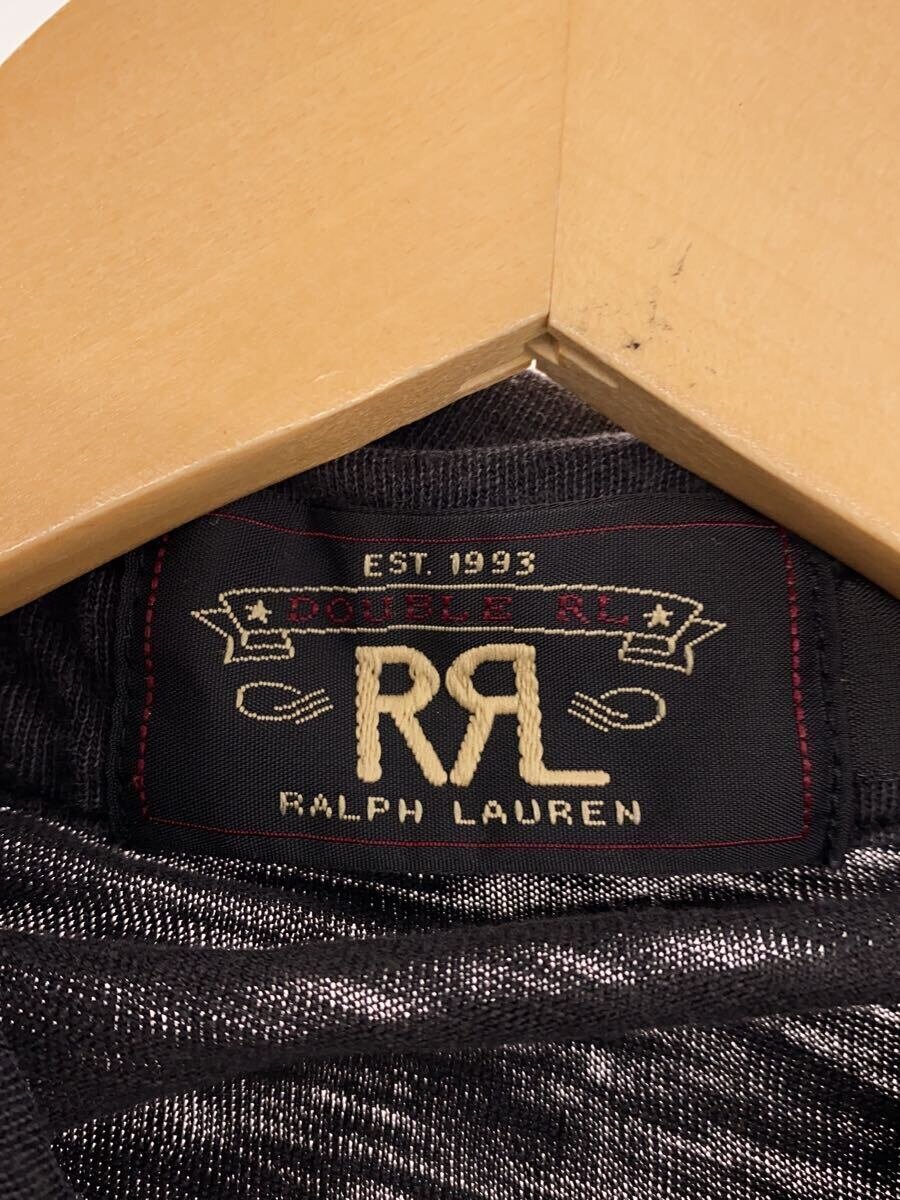 EST. 1993
DOUBLE RL
RRL
RALPH LAUREN